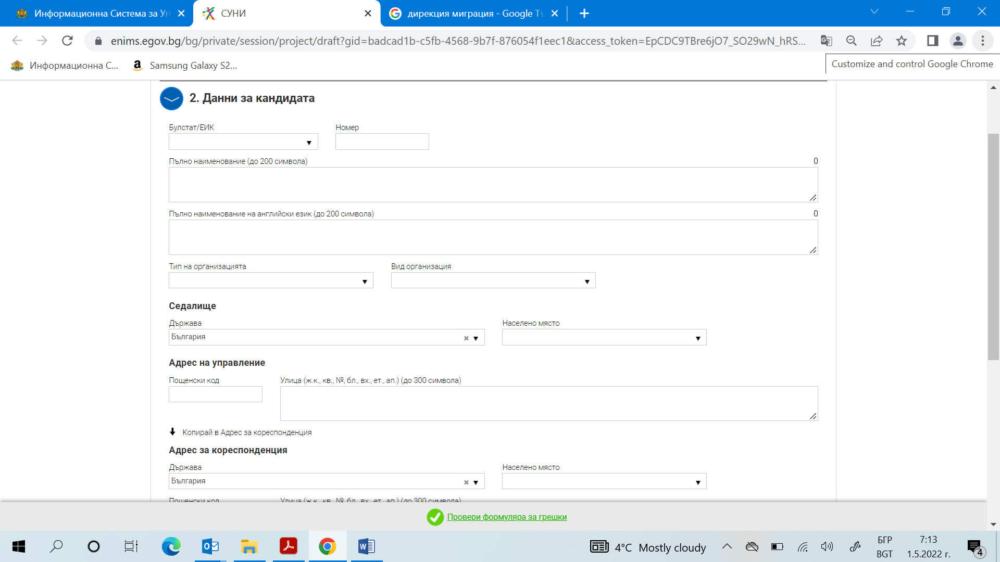 Информационна Система за Уп
СУНИ
дирекция миграция - Google Тъ
enims.egov.bg/bg/private/session/project/draft?gid=badcad1b-c5fb-4568-9b7f-876054f1eec1&access_token=EpCDC9TBre6jO7_SO29wN_hRS...
Информационна С...
Samsung Galaxy S2...
Customize and control Google Chrome
2. Данни за кандидата
Булстат/ЕИК
Номер
Пълно наименование (до 200 символа)
0
Пълно наименование на английски език (до 200 символа)
0
Тип на организацията
Вид организация
Седалище
Държава
Населено място
България
Адрес на управление
Пощенски код
Улица (ж.к., кв., №, бл., вх., ет., ап.) (до 300 символа)
Копирай в Адрес за кореспонденция
Адрес за кореспонденция
Държава
Населено място
България
Пощенски код
Улица (ж.к., кв., №, бл., вх., ет., ап.) (до 300 символа)
Провери формуляра за грешки
4°C Mostly cloudy
БГР
BGT
7:13
1.5.2022 г.
4